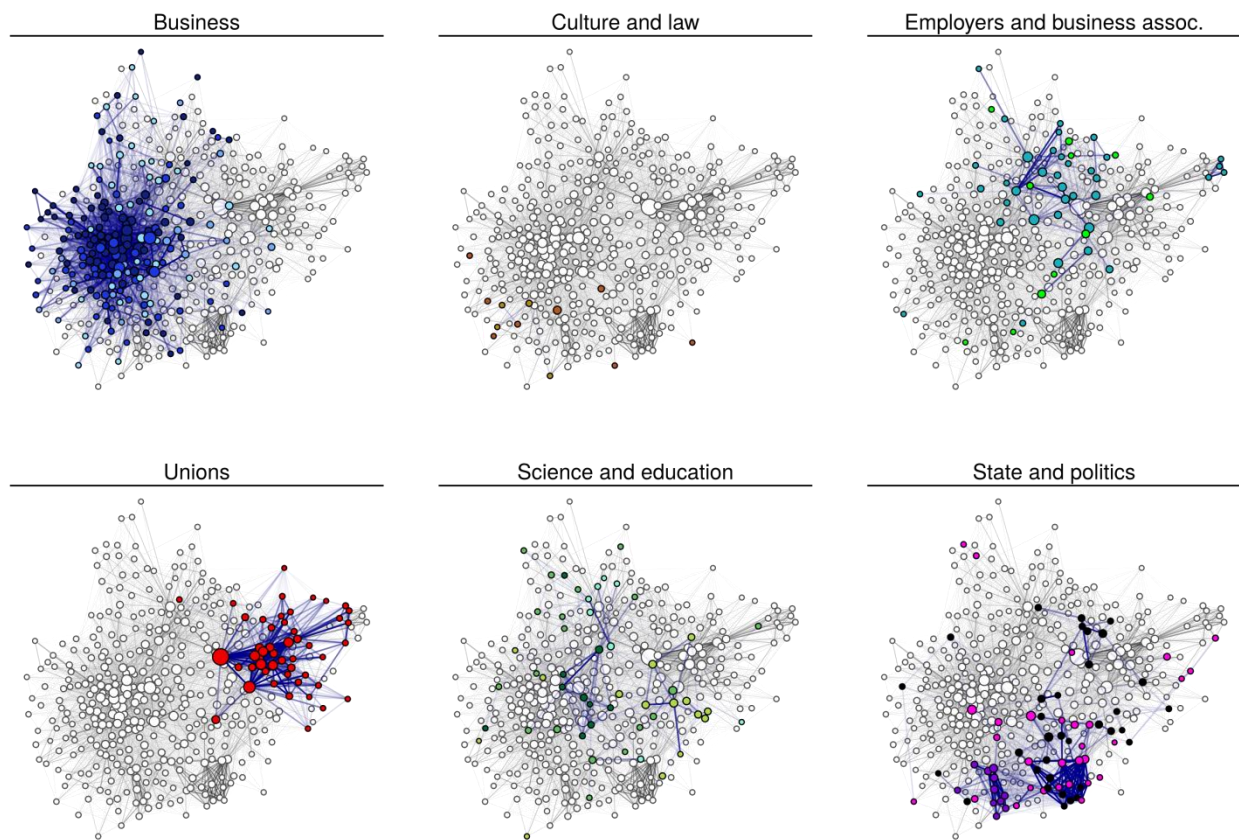 Business
Culture and law
Employers and business assoc.
Unions
Science and education
State and politics